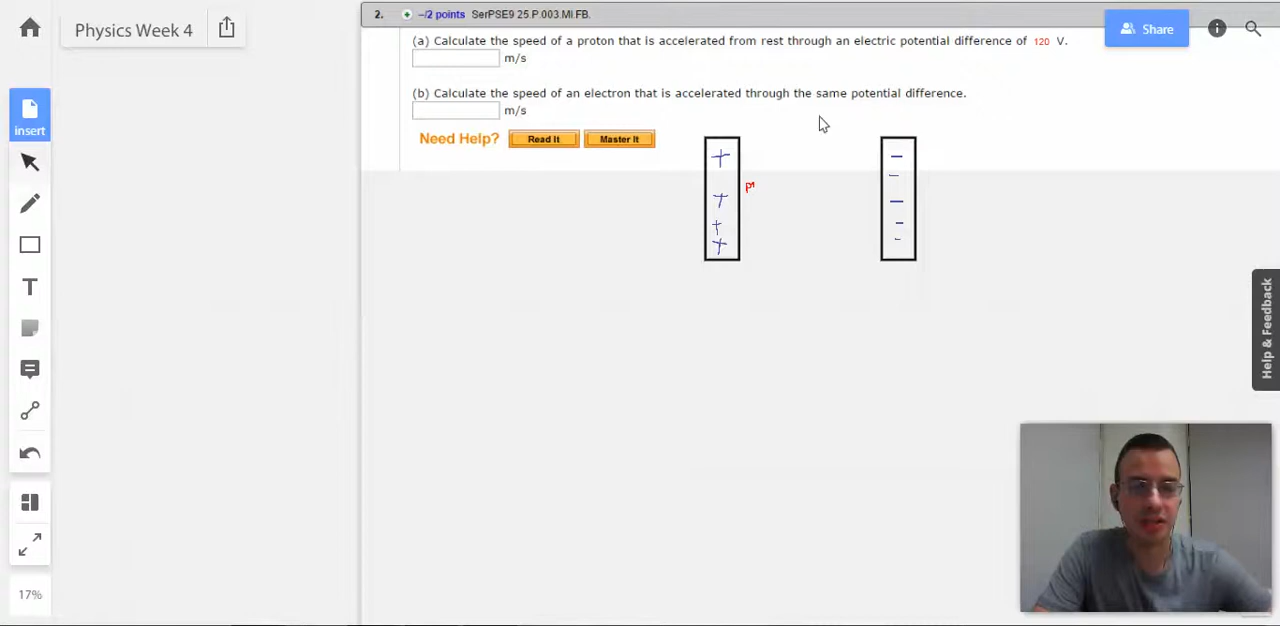 Physics Week 4
2. + –/2 points SerPSE9 25.P.003.MI.FB.
Share
(a) Calculate the speed of a proton that is accelerated from rest through an electric potential difference of 120 V.
m/s
(b) Calculate the speed of an electron that is accelerated through the same potential difference.
m/s
Need Help? Read It Master It
insert
T
+ –
–
p+
+ –
+ –
+ –
Help & Feedback
17%